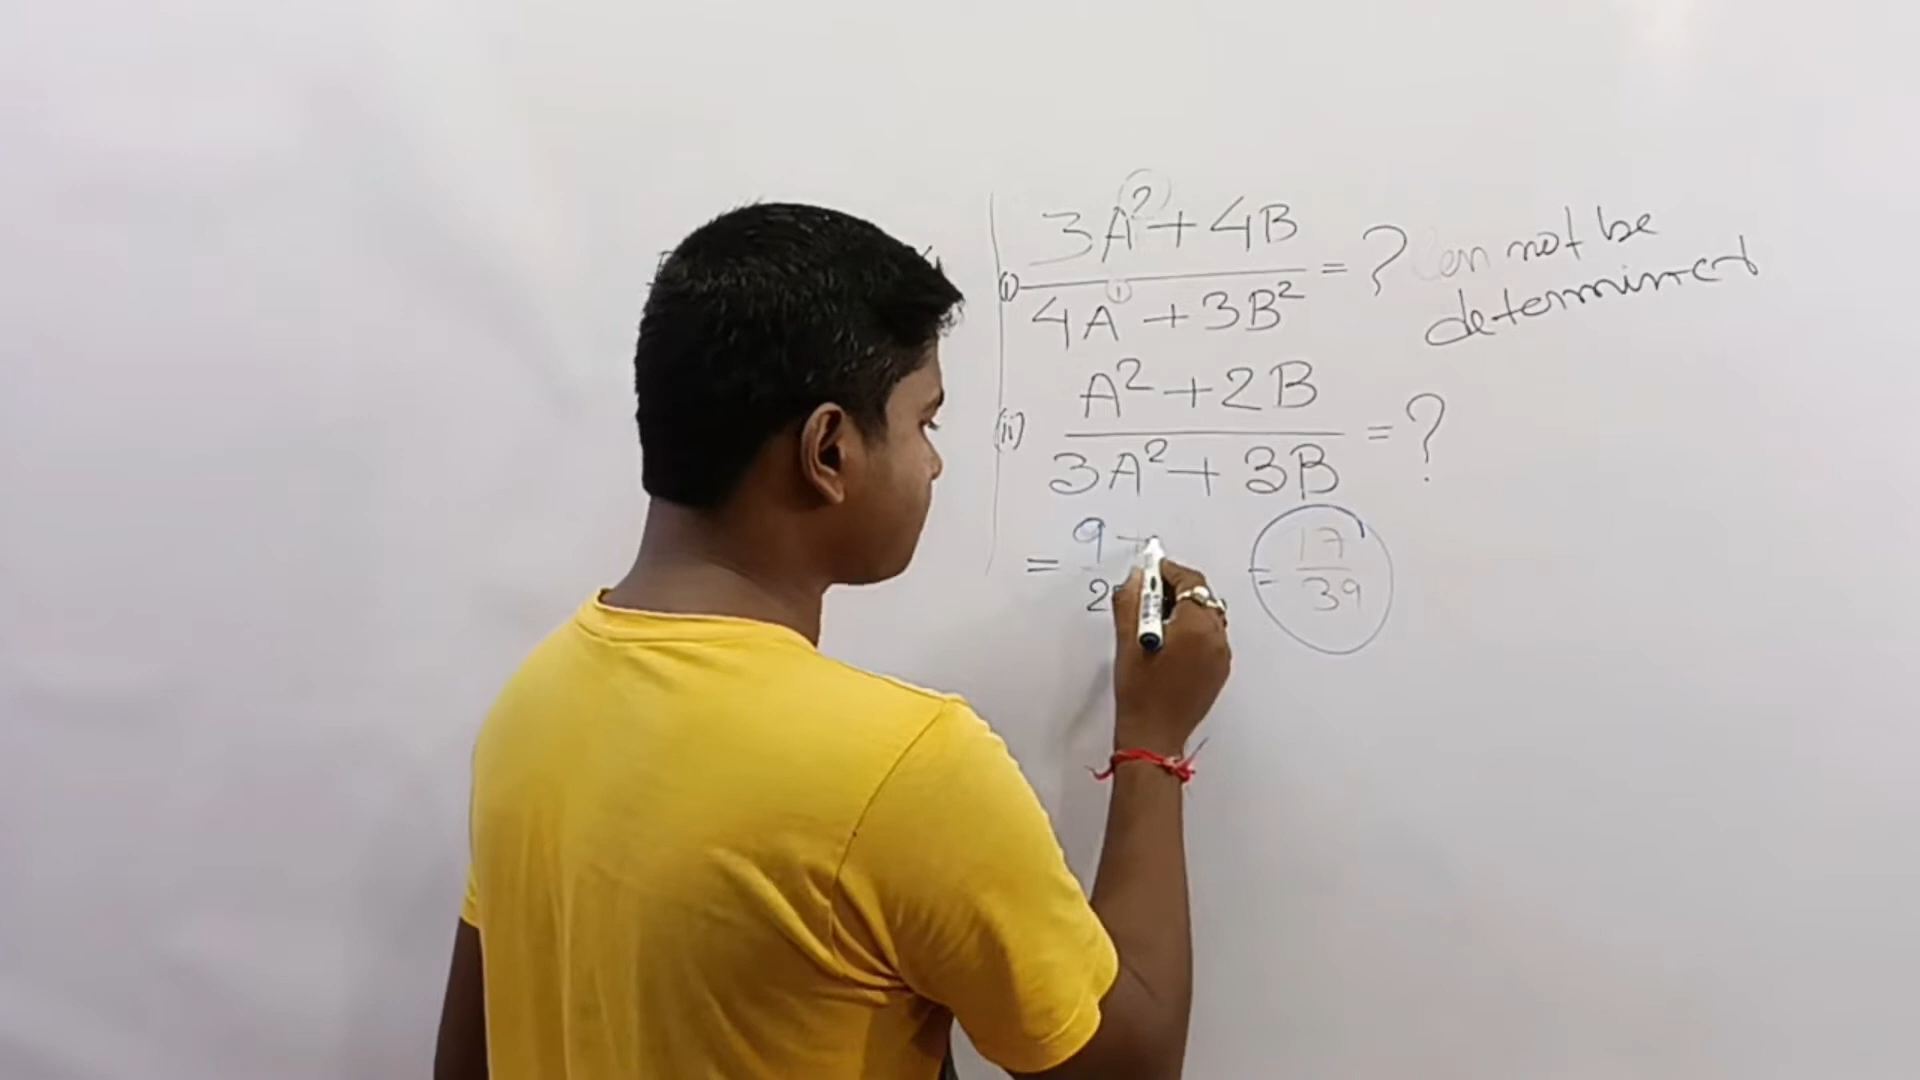 (i) 3A² + 4B / 4A + 3B² = ? Can not be
determined
(ii) A² + 2B / 3A² + 3B = ?
= 9 + / 2 = 17 / 39